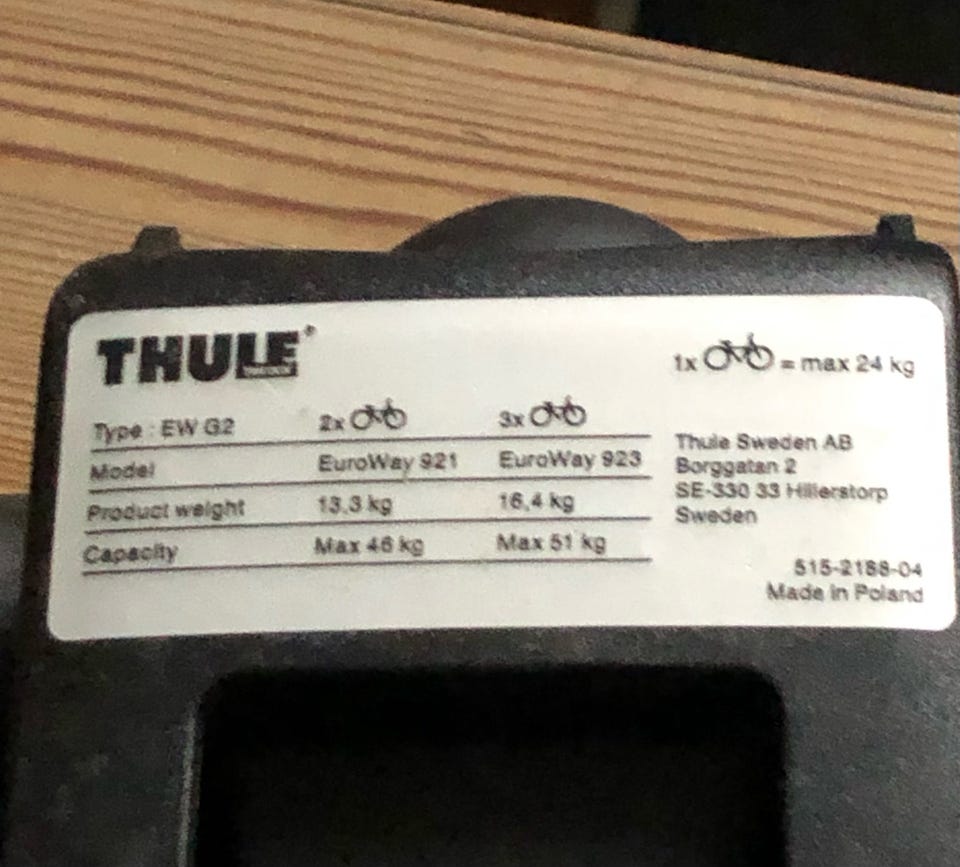 THULE®
Sweden
1x = max 24 kg
Type : EW G2 2x 3x
Model EuroWay 921 EuroWay 923
Product weight 13,3 kg 16,4 kg
Capacity Max 46 kg Max 51 kg
Thule Sweden AB
Borggatan 2
SE-330 33 Hillerstorp
Sweden
515-2188-04
Made in Poland